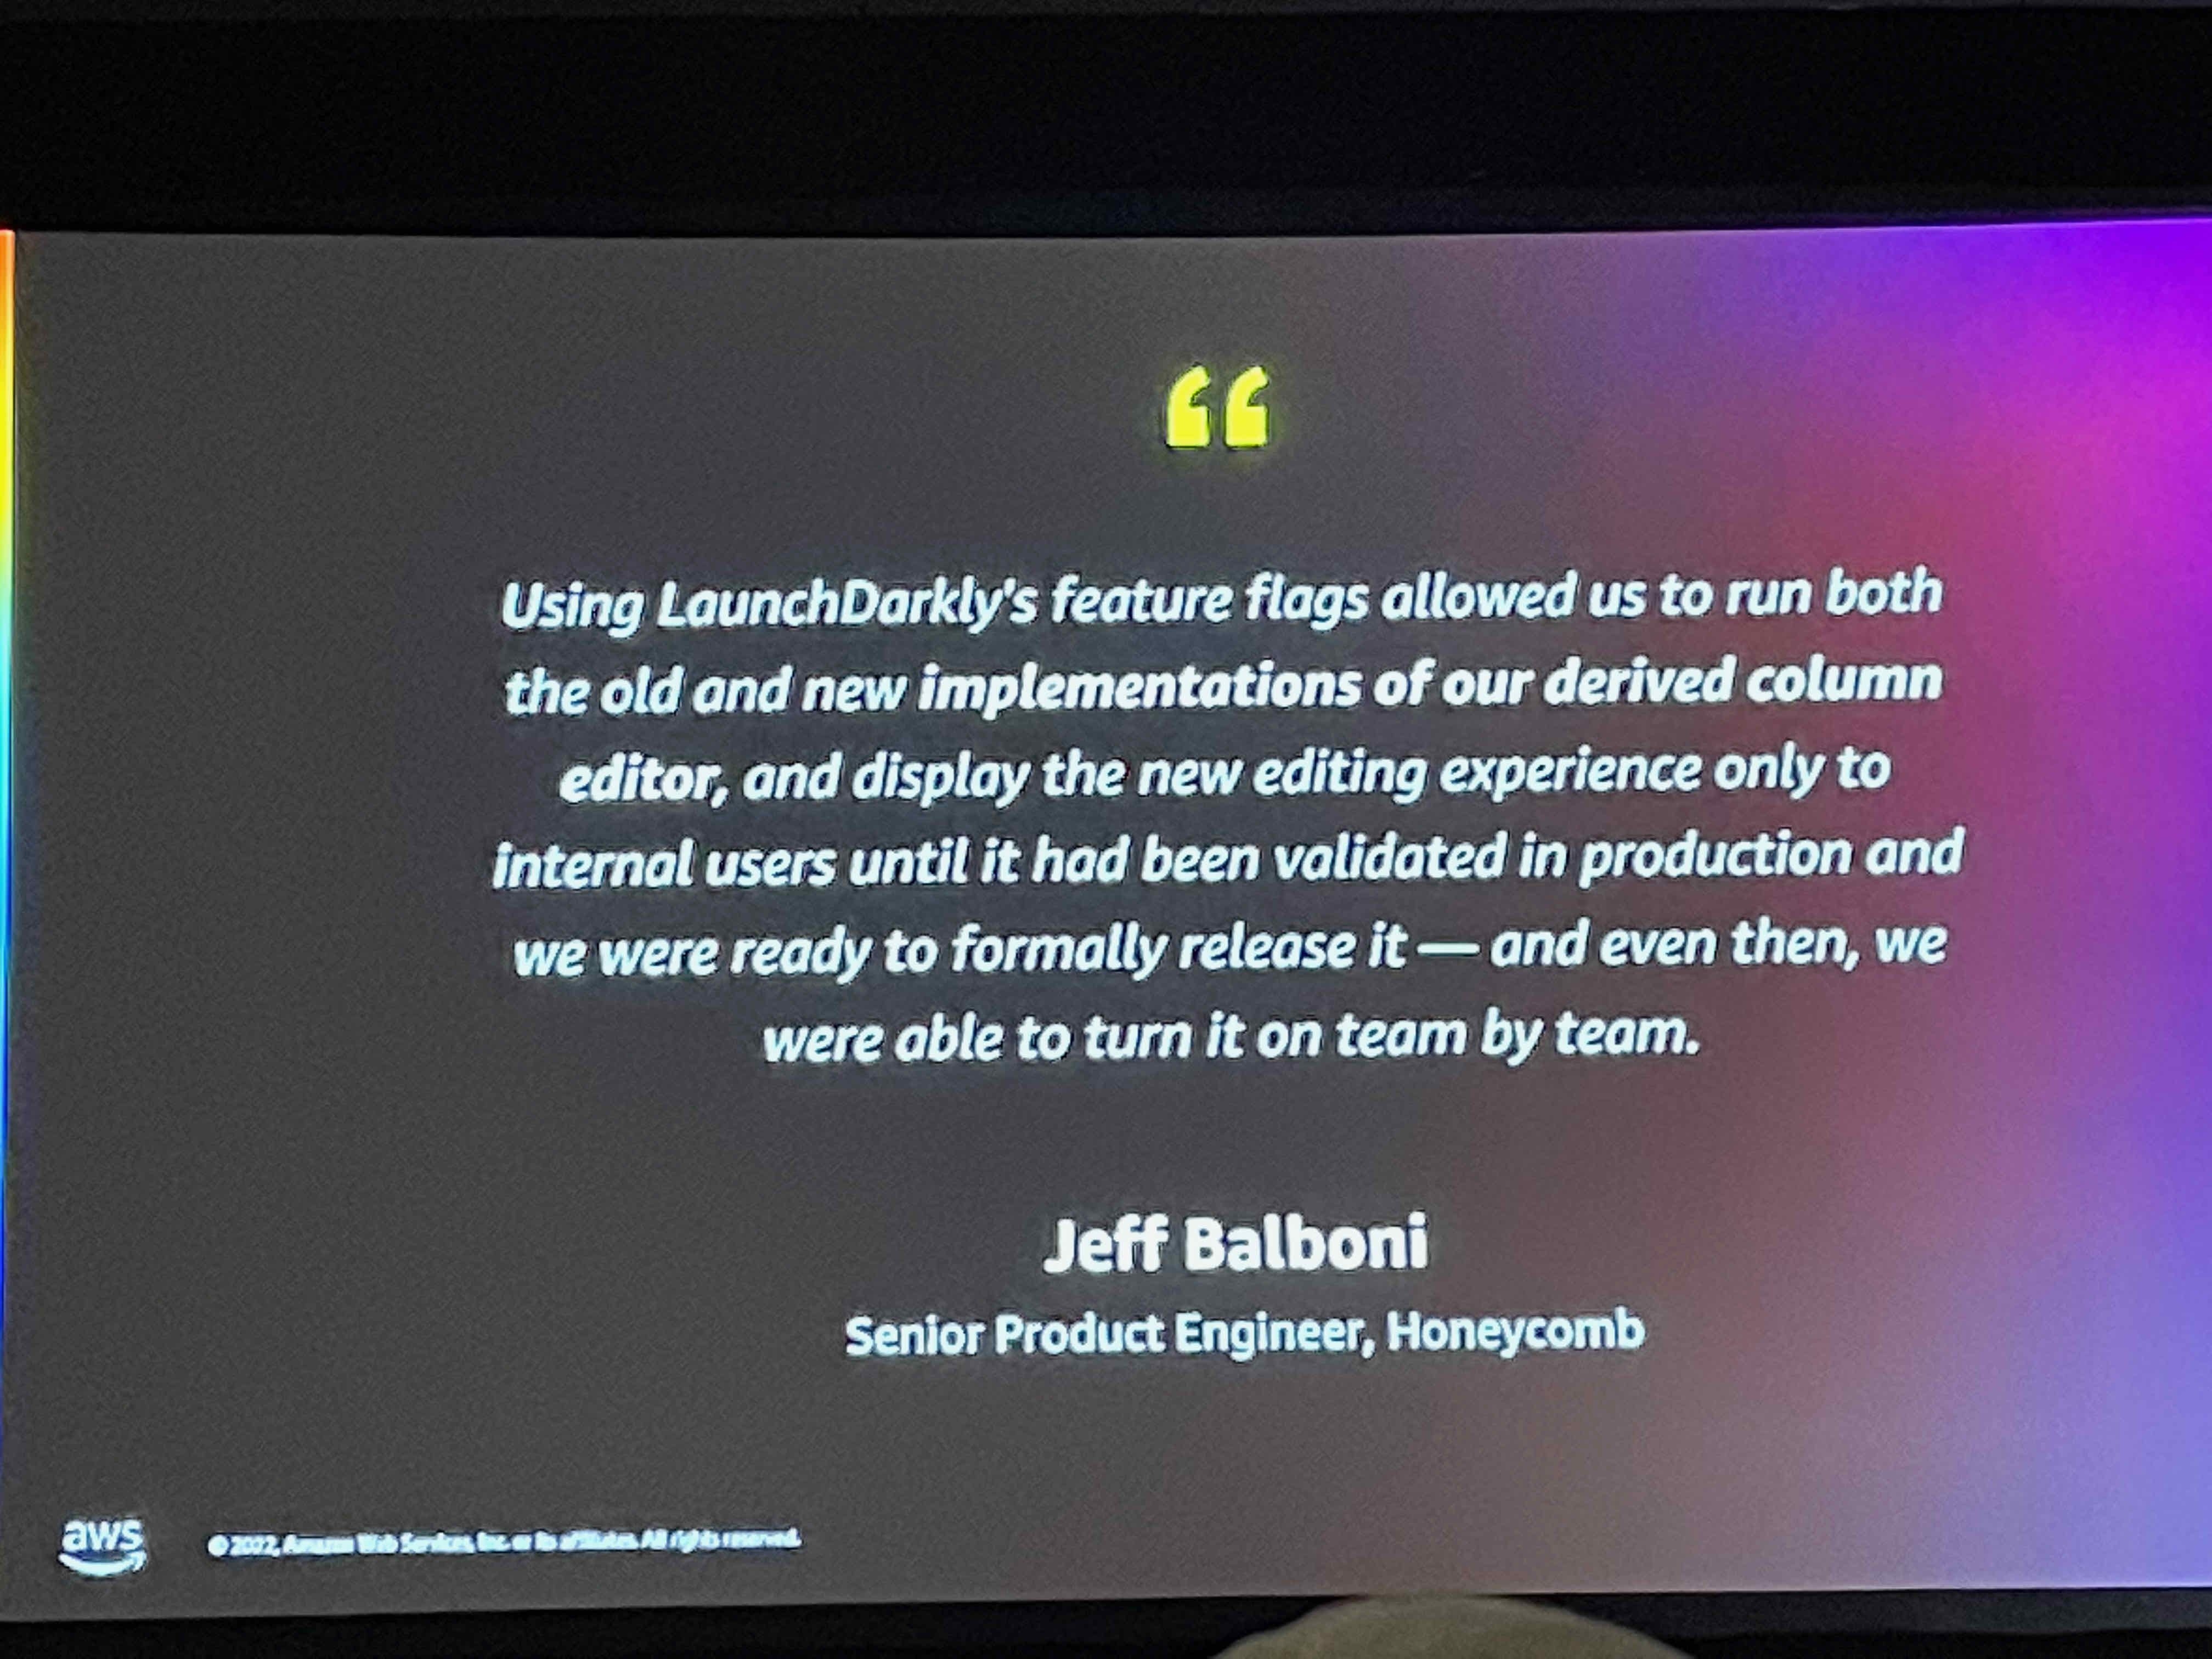 “
Using LaunchDarkly's feature flags allowed us to run both
the old and new implementations of our derived column
editor, and display the new editing experience only to
internal users until it had been validated in production and
we were ready to formally release it — and even then, we
were able to turn it on team by team.
Jeff Balboni
Senior Product Engineer, Honeycomb
aws
© 2022, Amazon Web Services, Inc. or its affiliates. All rights reserved.